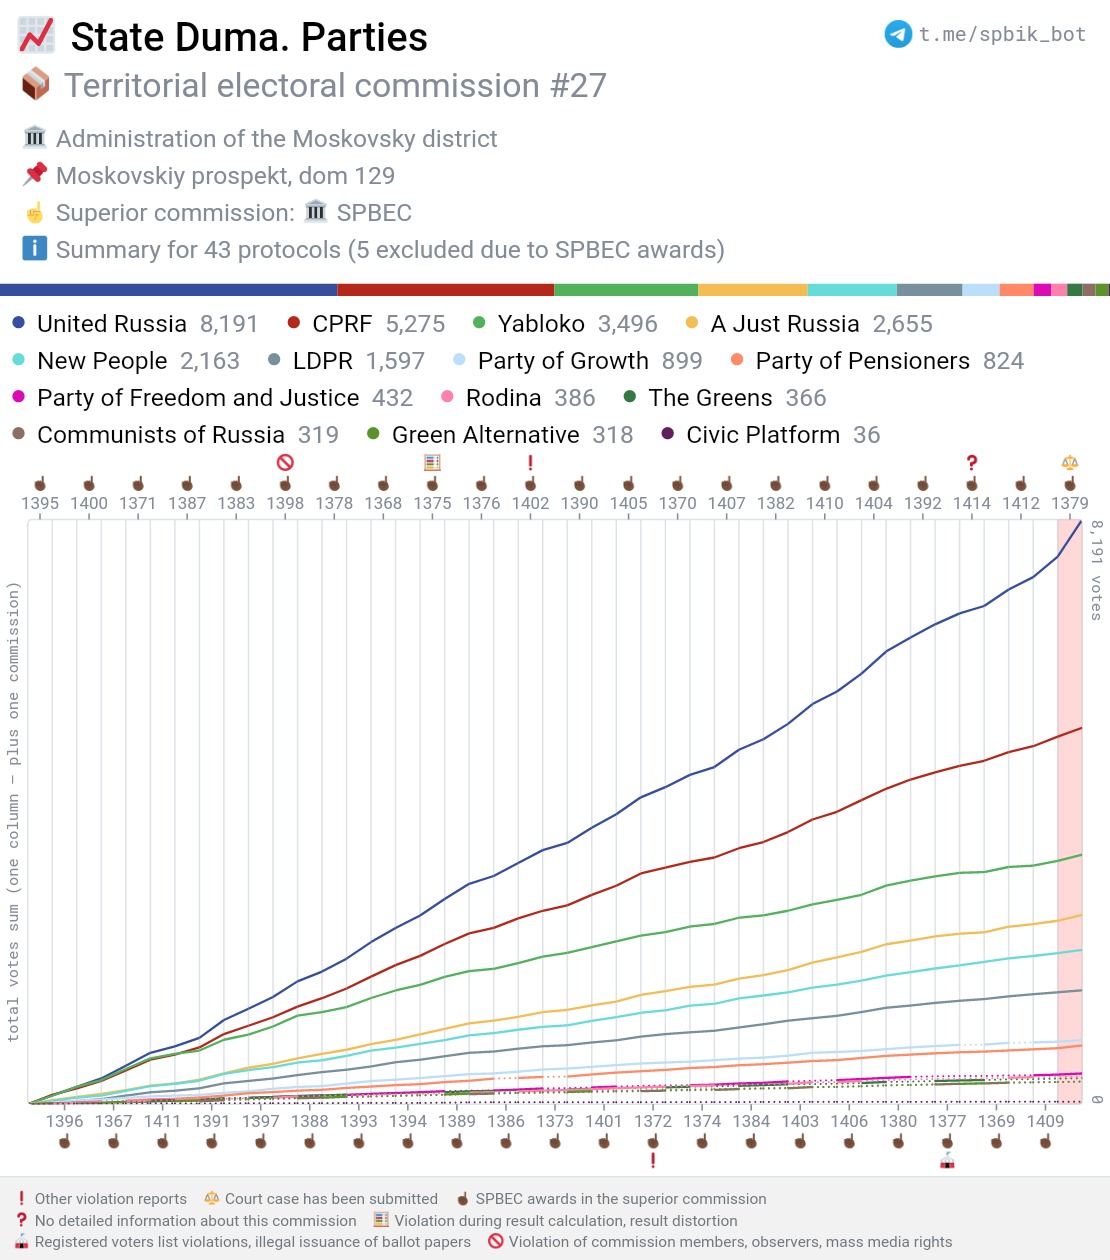 State Duma. Parties
t.me/spbik_bot
Territorial electoral commission #27
Administration of the Moskovsky district
Moskovskiy prospekt, dom 129
Superior commission: SPBEC
Summary for 43 protocols (5 excluded due to SPBEC awards)
United Russia 8,191 CPRF 5,275 Yabloko 3,496 A Just Russia 2,655
New People 2,163 LDPR 1,597 Party of Growth 899 Party of Pensioners 824
Party of Freedom and Justice 432 Rodina 386 The Greens 366
Communists of Russia 319 Green Alternative 318 Civic Platform 36
1395 1400 1371 1387 1383 1398 1378 1368 1375 1376 1402 1390 1405 1370 1407 1382 1410 1404 1392 1414 1412 1379
8,191 votes
total votes sum (one column – plus one commission)
0
1396 1367 1411 1391 1397 1388 1393 1394 1389 1386 1373 1401 1372 1374 1384 1403 1406 1380 1377 1369 1409
Other violation reports Court case has been submitted SPBEC awards in the superior commission
No detailed information about this commission Violation during result calculation, result distortion
Registered voters list violations, illegal issuance of ballot papers Violation of commission members, observers, mass media rights